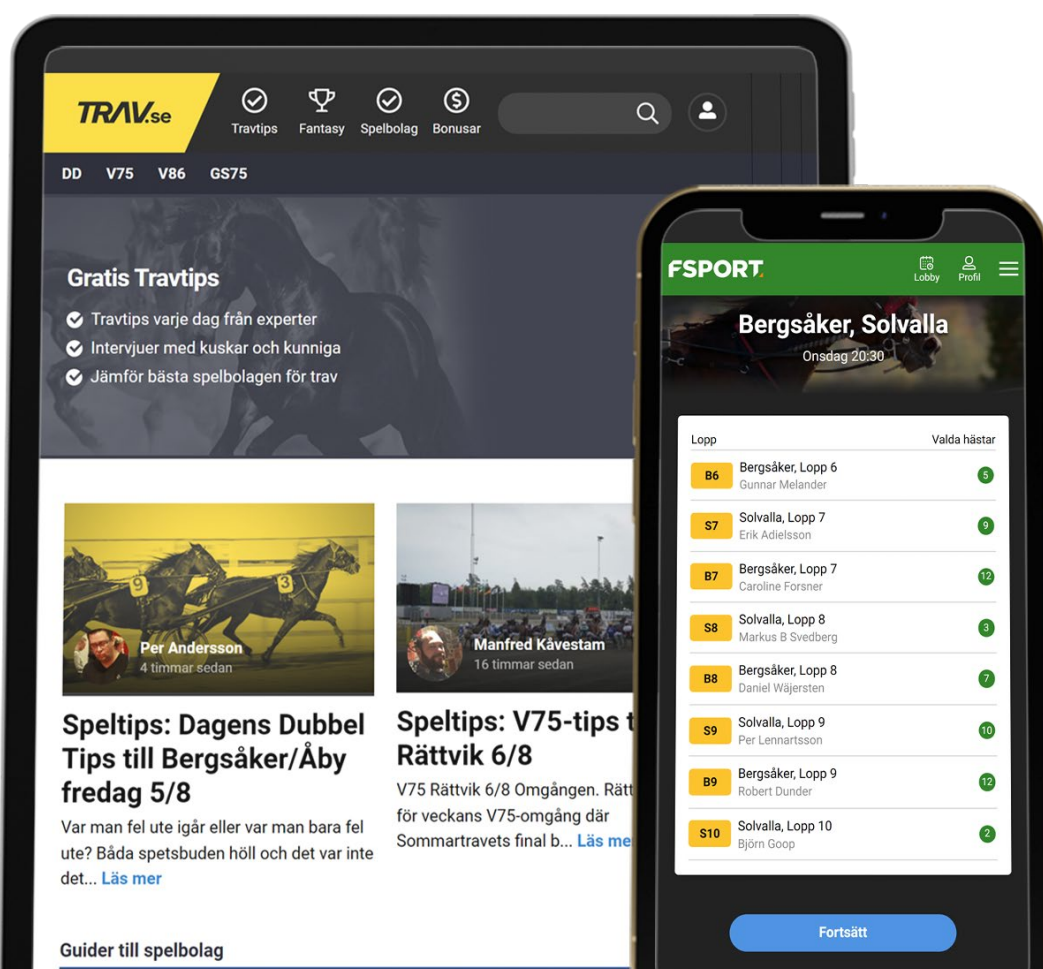 TRAV.se
Travtips
Fantasy
Spelbolag
Bonusar
DD V75 V86 GS75
Gratis Travtips
Travtips varje dag från experter
Intervjuer med kuskar och kunniga
Jämför bästa spelbolagen för trav
9
3
Per Andersson
4 timmar sedan
Speltips: Dagens Dubbel
Tips till Bergsåker/Åby
fredag 5/8
Var man fel ute igår eller var man bara fel
ute? Båda spetsbuden höll och det var inte
det... Läs mer
Manfred Kåvestam
16 timmar sedan
Speltips: V75-tips t
Rättvik 6/8
V75 Rättvik 6/8 Omgången. Rätt
för veckans V75-omgång där
Sommartravets final b... Läs me
Guider till spelbolag
FSPORT.
Lobby
Profil
Bergsåker, Solvalla
Onsdag 20:30
Lopp Valda hästar
B6 Bergsåker, Lopp 6 5
Gunnar Melander
S7 Solvalla, Lopp 7 9
Erik Adielsson
B7 Bergsåker, Lopp 7 12
Caroline Forsner
S8 Solvalla, Lopp 8 3
Markus B Svedberg
B8 Bergsåker, Lopp 8 7
Daniel Wäjersten
S9 Solvalla, Lopp 9 10
Per Lennartsson
B9 Bergsåker, Lopp 9 12
Robert Dunder
S10 Solvalla, Lopp 10 2
Björn Goop
Fortsätt